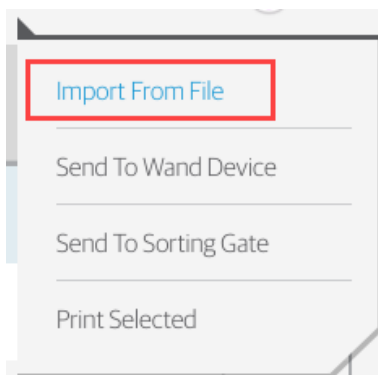 Import From File
Send To Wand Device
Send To Sorting Gate
Print Selected